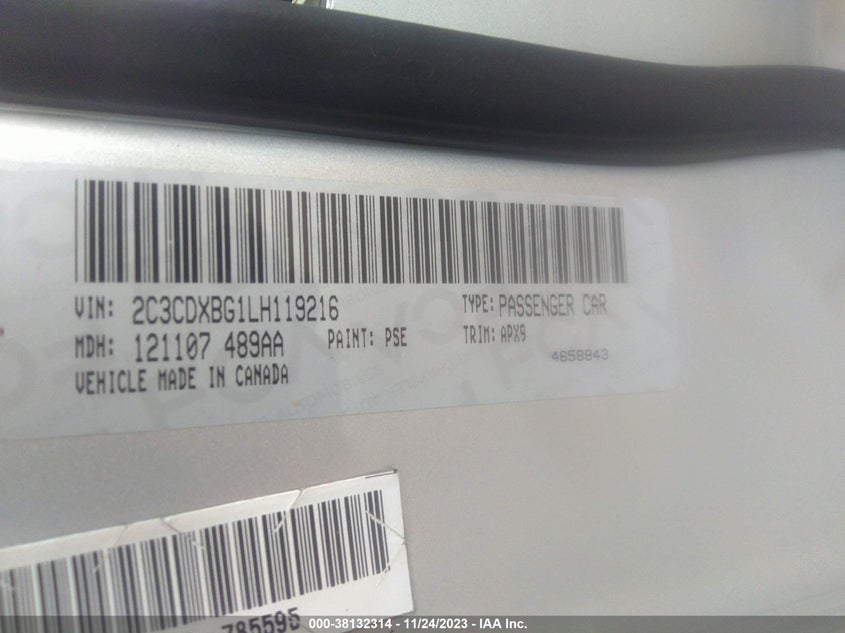 VIN: 2C3CDXBG1LH119216 TYPE: PASSENGER CAR
MDH: 121107 489AA PAINT: PSE TRIM: APX9
4658843
VEHICLE MADE IN CANADA
785595
000-38132314 — 11/24/2023 — IAA Inc.